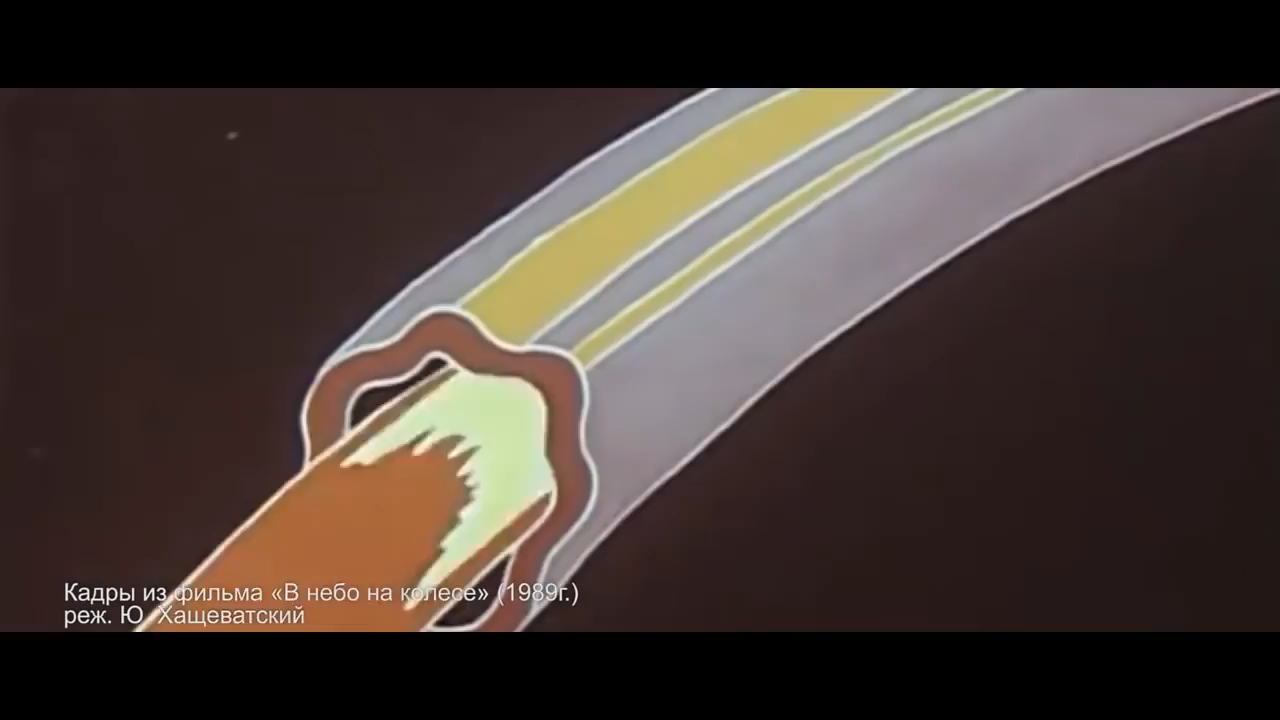 Кадры из фильма «В небо на колесе» (1989г.)
реж. Ю. Хащеватский